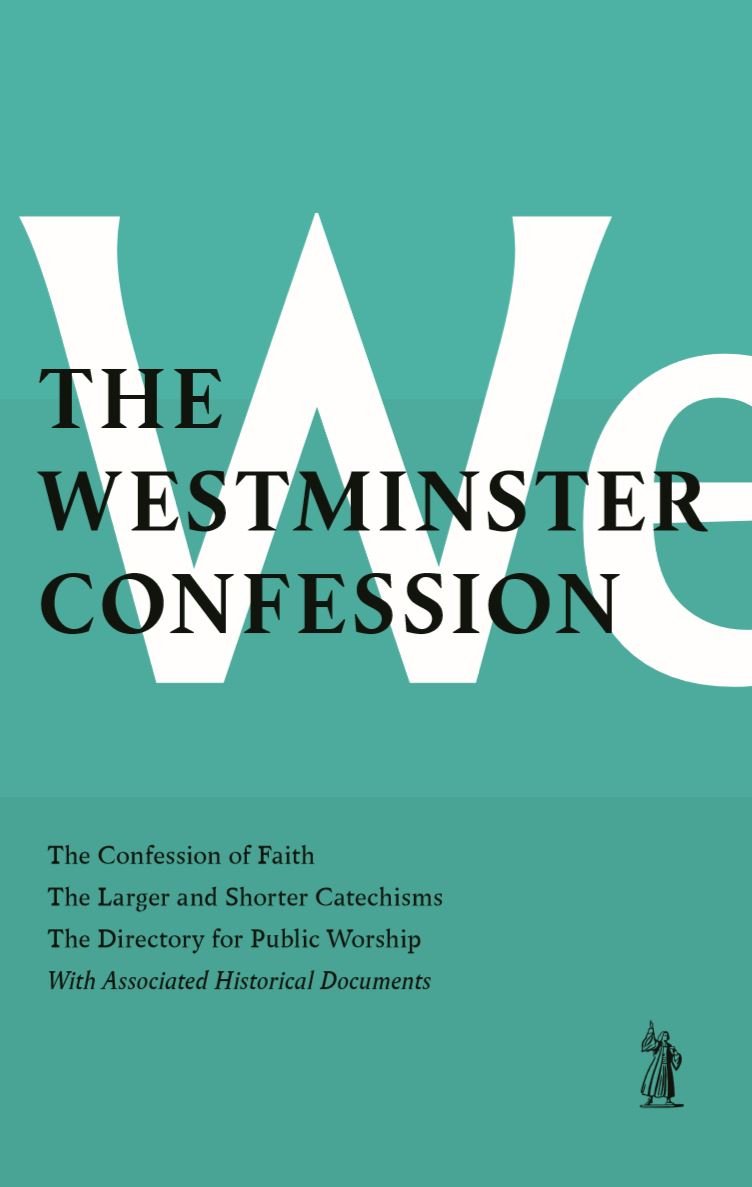 We
THE
WESTMINSTER
CONFESSION
The Confession of Faith
The Larger and Shorter Catechisms
The Directory for Public Worship
With Associated Historical Documents